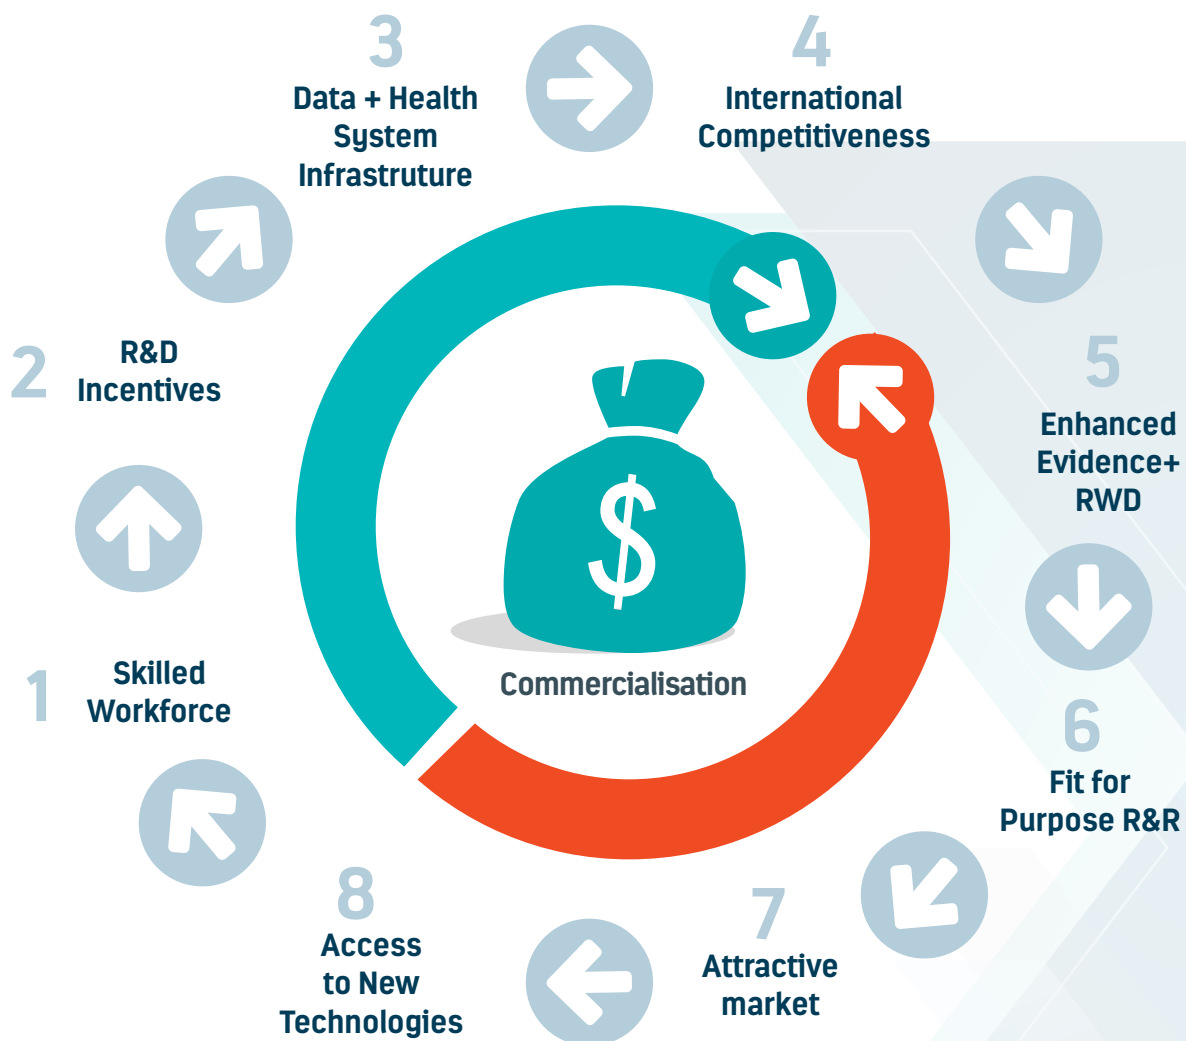 1
Skilled
Workforce
2
R&D
Incentives
3
Data + Health
System
Infrastruture
4
International
Competitiveness
5
Enhanced
Evidence+
RWD
6
Fit for
Purpose R&R
7
Attractive
market
8
Access
to New
Technologies
$
Commercialisation